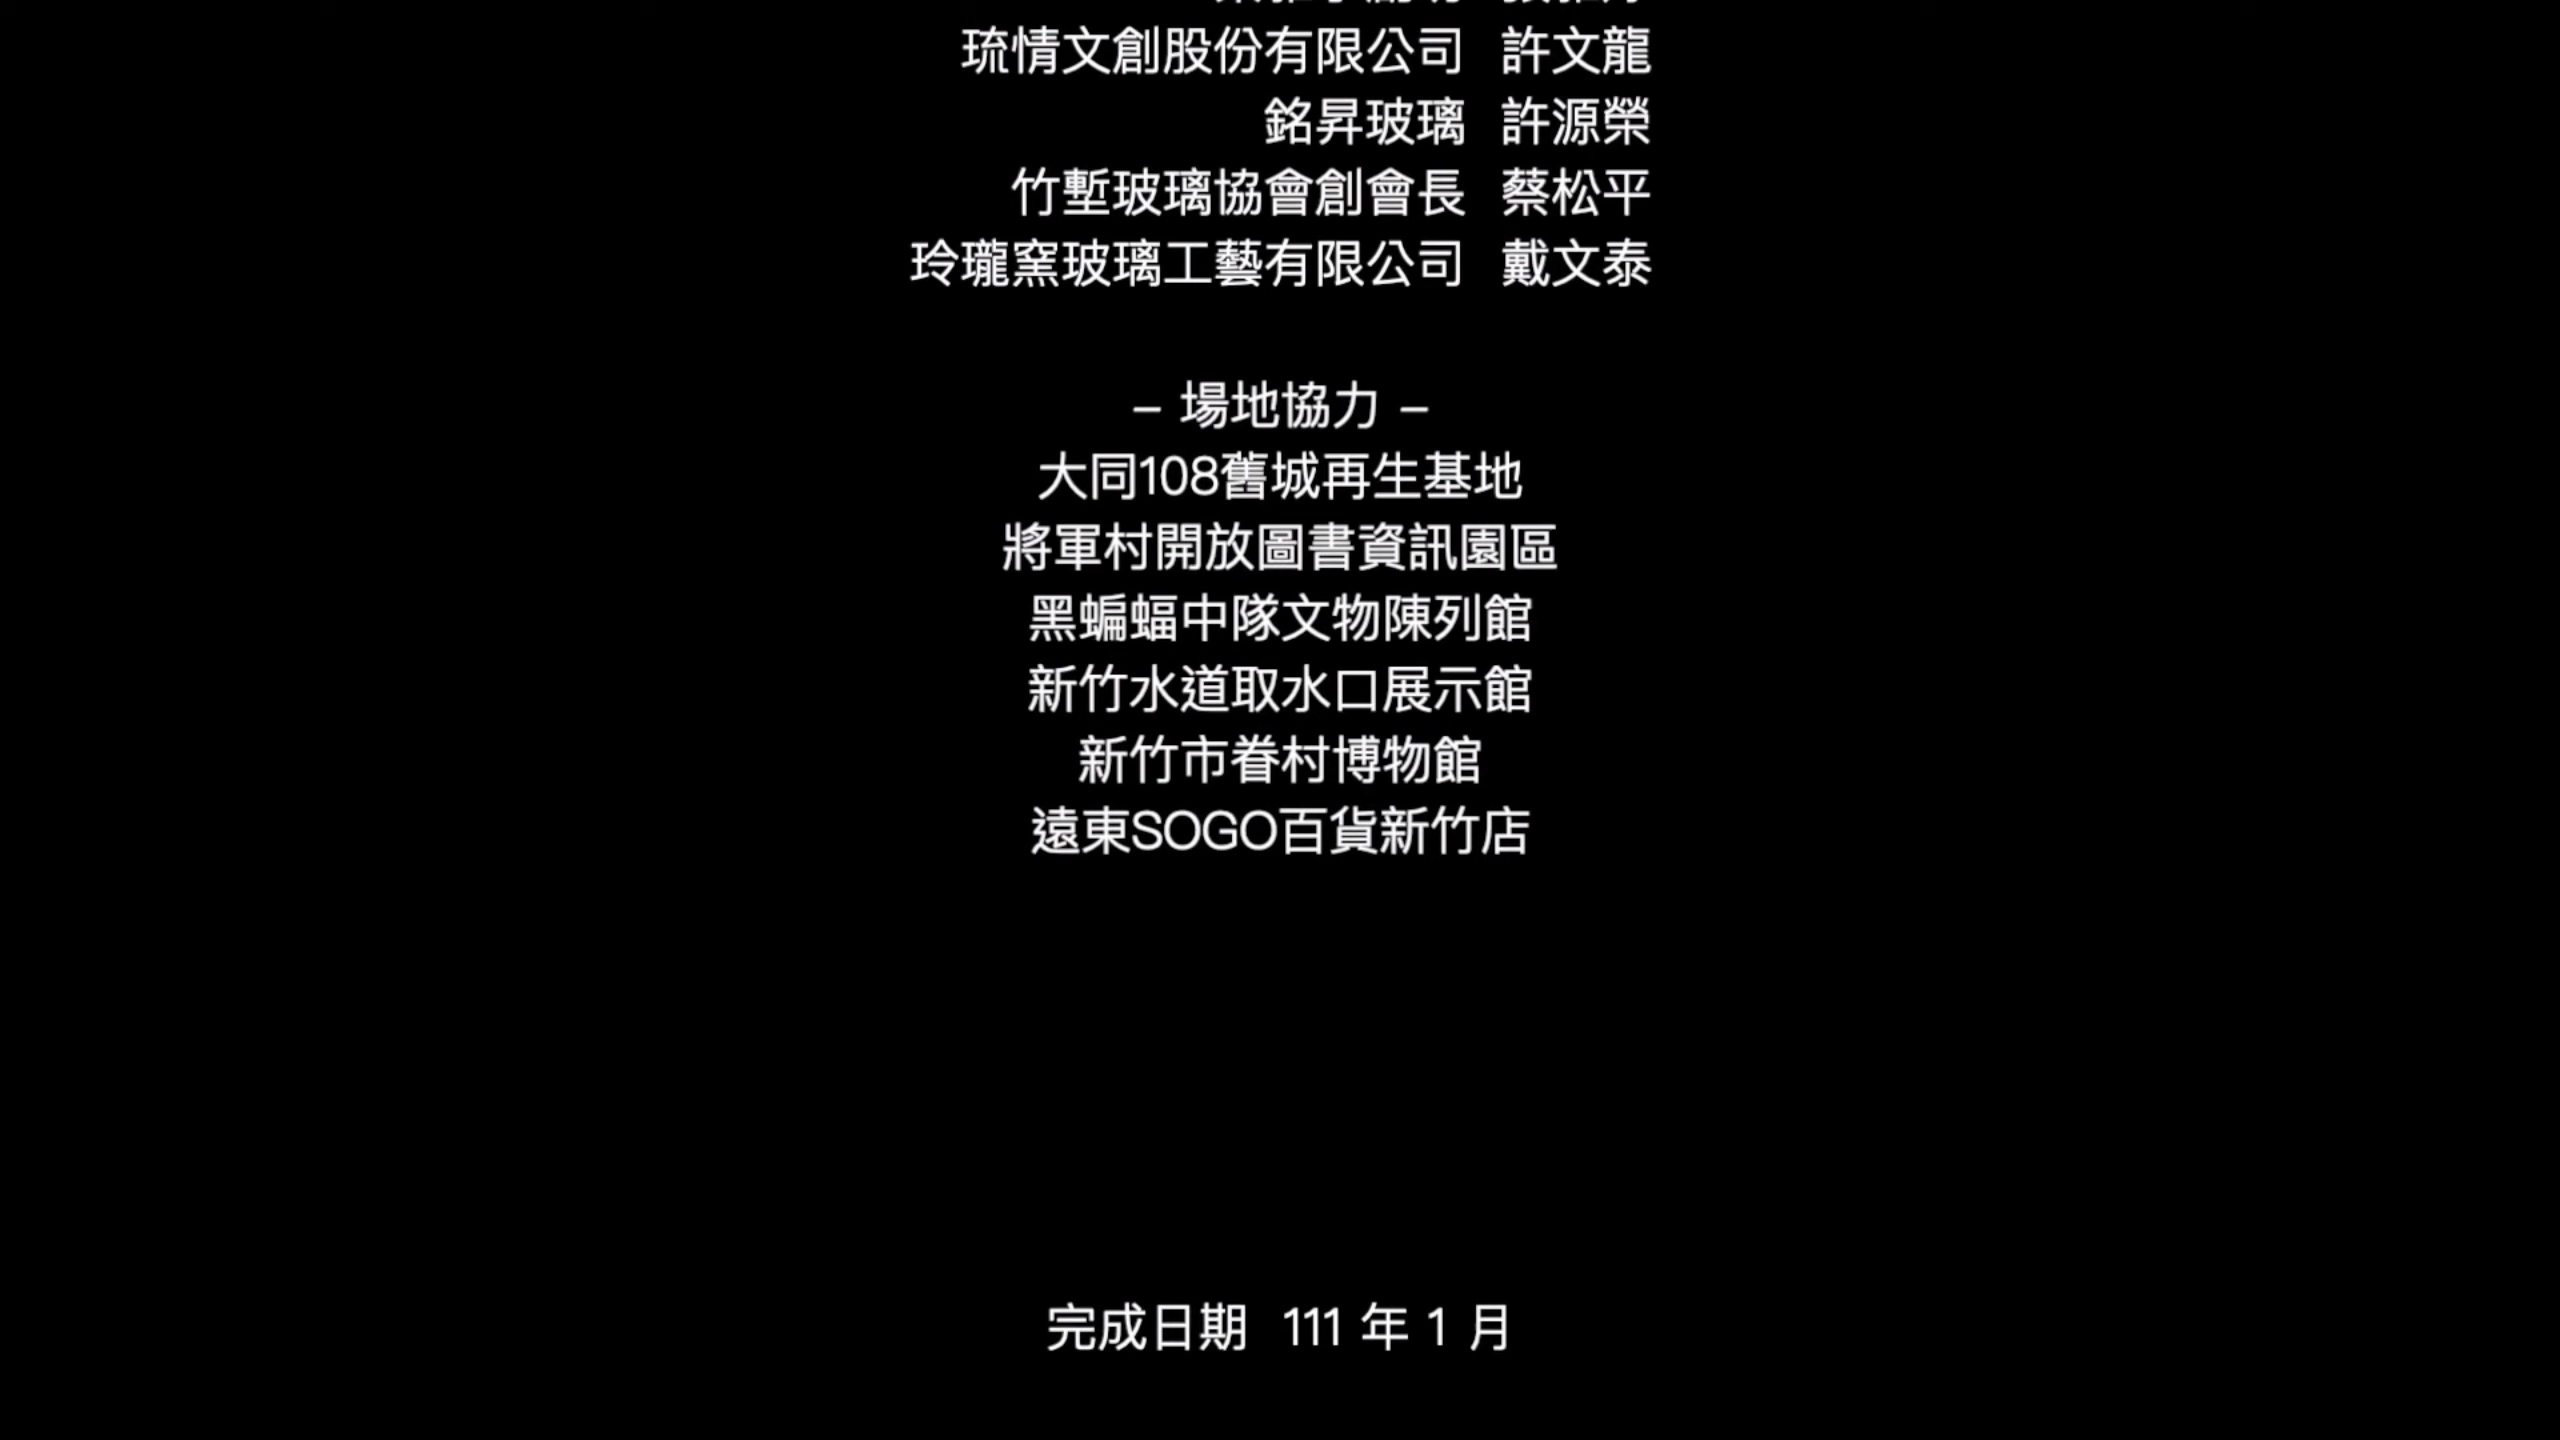 琉情文創股份有限公司 許文龍
銘昇玻璃 許源榮
竹塹玻璃協會創會長 蔡松平
玲瓏窯玻璃工藝有限公司 戴文泰
– 場地協力 –
大同108舊城再生基地
將軍村開放圖書資訊園區
黑蝙蝠中隊文物陳列館
新竹水道取水口展示館
新竹市眷村博物館
遠東SOGO百貨新竹店
完成日期 111 年 1 月